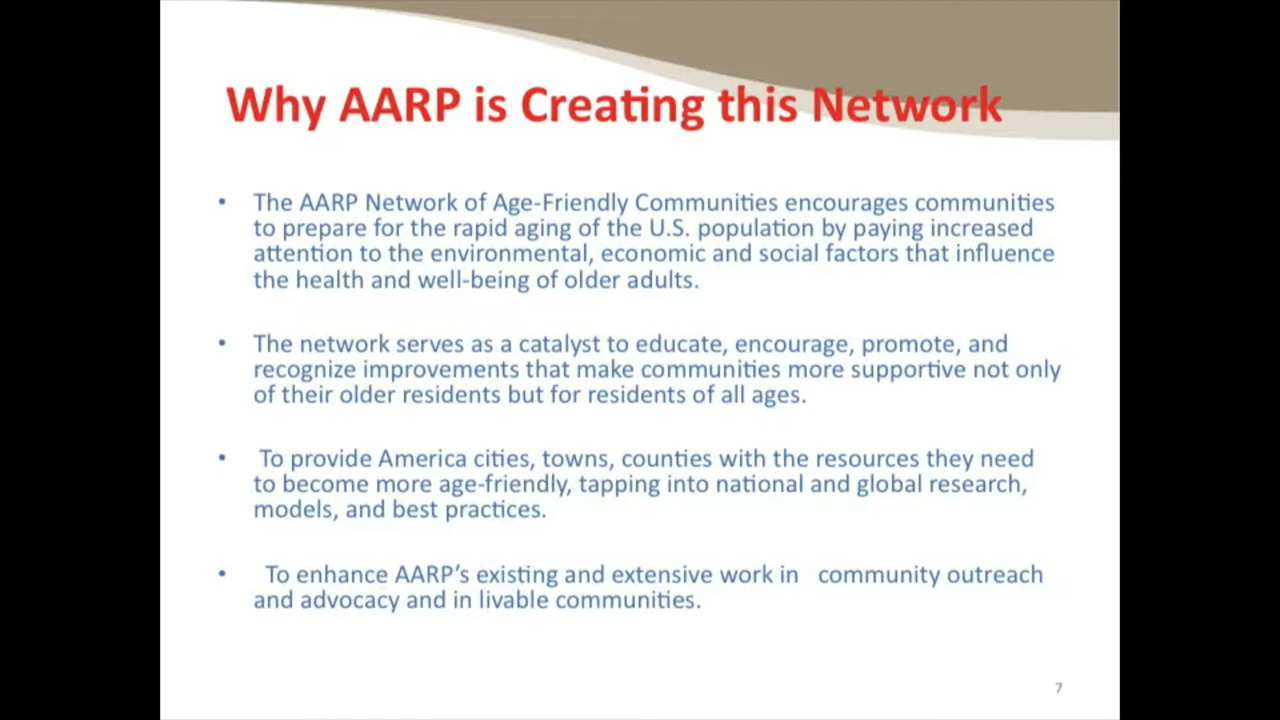 Why AARP is Creating this Network
• The AARP Network of Age-Friendly Communities encourages communities
to prepare for the rapid aging of the U.S. population by paying increased
attention to the environmental, economic and social factors that influence
the health and well-being of older adults.
• The network serves as a catalyst to educate, encourage, promote, and
recognize improvements that make communities more supportive not only
of their older residents but for residents of all ages.
• To provide America cities, towns, counties with the resources they need
to become more age-friendly, tapping into national and global research,
models, and best practices.
• To enhance AARP’s existing and extensive work in community outreach
and advocacy and in livable communities.
7